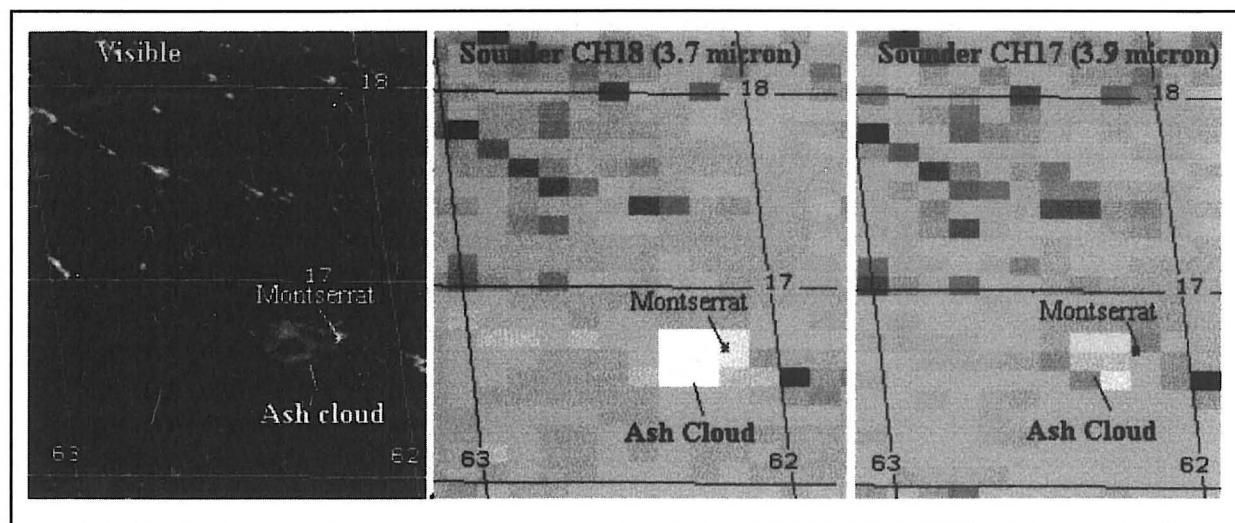 Visible
18
17
Montserrat
Ash cloud
63
62
Sounder CH18 (3.7 micron)
18
17
Montserrat
Ash Cloud
63
62
Sounder CH17 (3.9 micron)
18
17
Montserrat
Ash Cloud
63
62